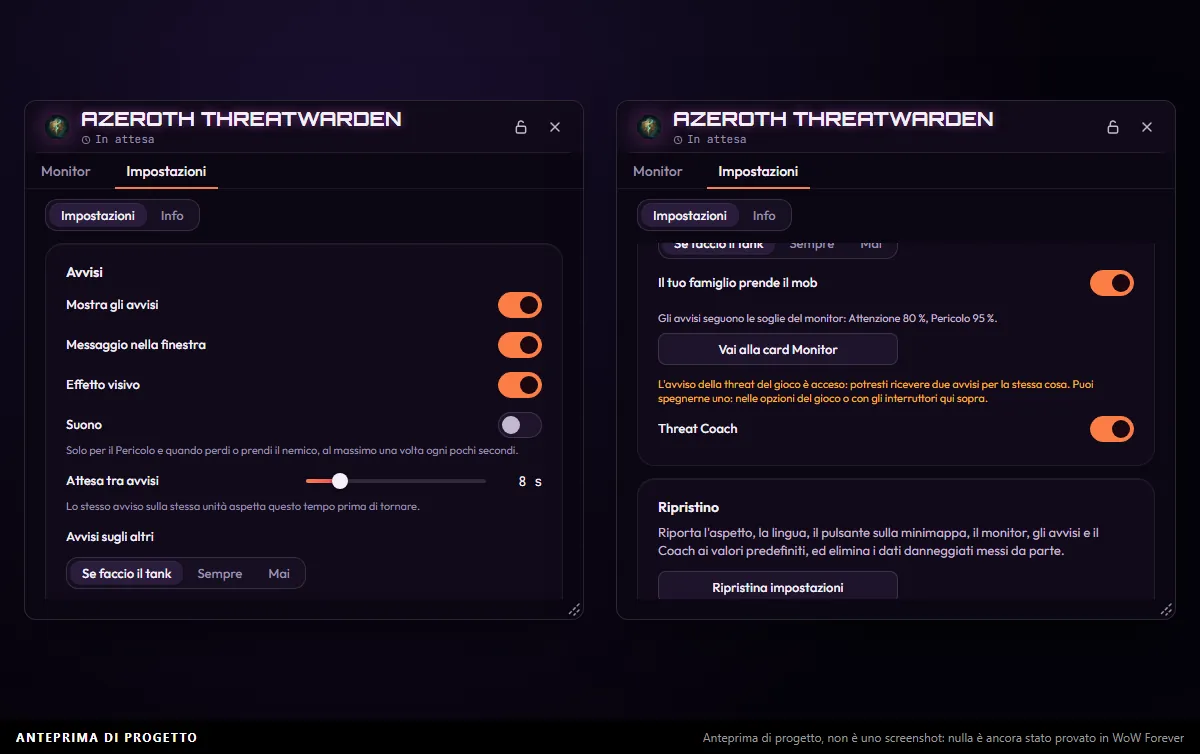 AZEROTH THREATWARDEN
In attesa
Monitor
Impostazioni
Impostazioni
Info
Avvisi
Mostra gli avvisi
Messaggio nella finestra
Effetto visivo
Suono
Solo per il Pericolo e quando perdi o prendi il nemico, al massimo una volta ogni pochi secondi.
Attesa tra avvisi
8 s
Lo stesso avviso sulla stessa unità aspetta questo tempo prima di tornare.
Avvisi sugli altri
Se faccio il tank
Sempre
Mai
AZEROTH THREATWARDEN
In attesa
Monitor
Impostazioni
Impostazioni
Info
Se faccio il tank
Sempre
Mai
Il tuo famiglio prende il mob
Gli avvisi seguono le soglie del monitor: Attenzione 80 %, Pericolo 95 %.
Vai alla card Monitor
L'avviso della threat del gioco è acceso: potresti ricevere due avvisi per la stessa cosa. Puoi
spegnerne uno: nelle opzioni del gioco o con gli interruttori qui sopra.
Threat Coach
Ripristino
Riporta l'aspetto, la lingua, il pulsante sulla minimappa, il monitor, gli avvisi e il
Coach ai valori predefiniti, ed elimina i dati danneggiati messi da parte.
Ripristina impostazioni
ANTEPRIMA DI PROGETTO
Anteprima di progetto, non è uno screenshot: nulla è ancora stato provato in WoW Forever